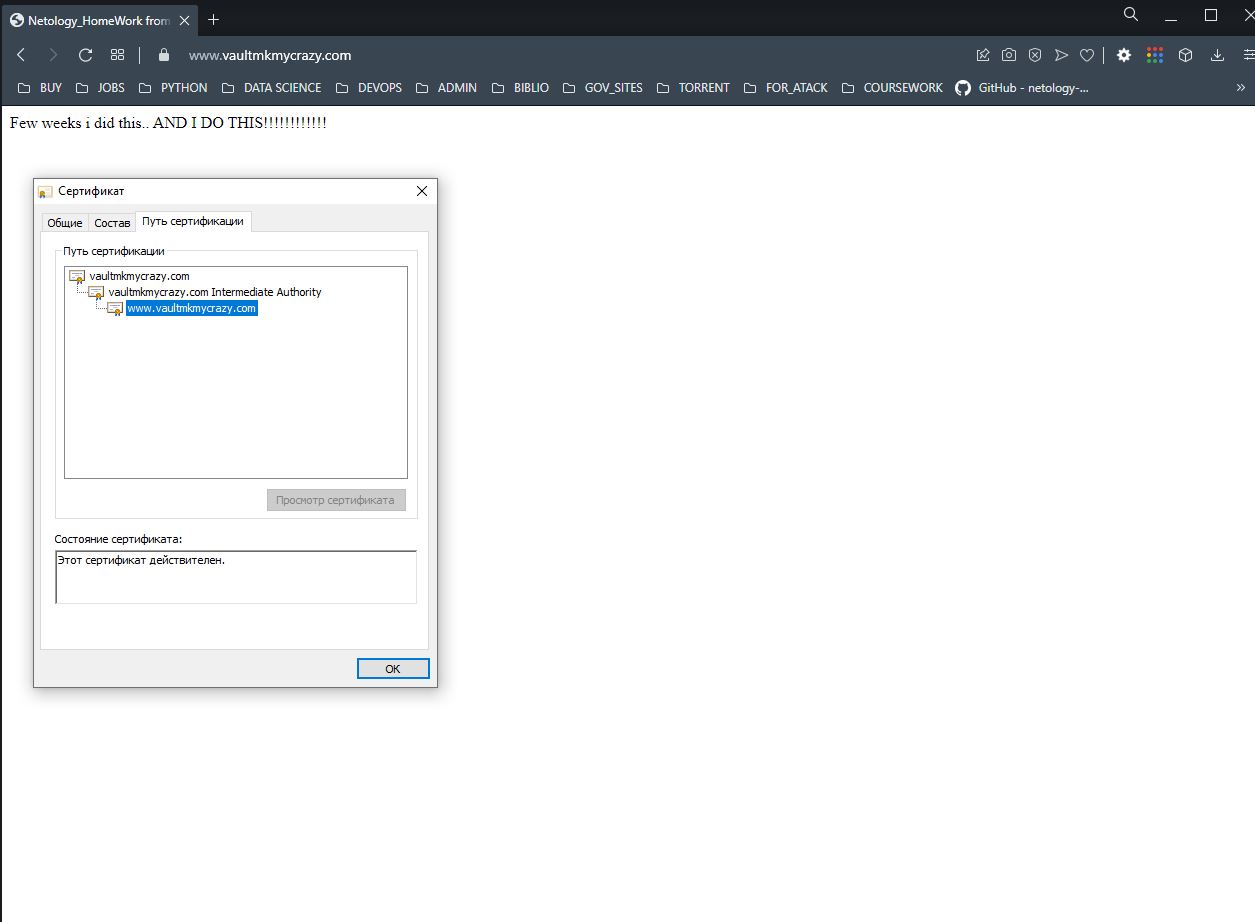 Netology_HomeWork from
www.vaultmkmycrazy.com
BUY JOBS PYTHON DATA SCIENCE DEVOPS ADMIN BIBLIO GOV_SITES TORRENT FOR_ATACK COURSEWORK GitHub - netology-... »
Few weeks i did this.. AND I DO THIS!!!!!!!!!!!!
Сертификат
Общие Состав Путь сертификации
Путь сертификации
vaultmkmycrazy.com
vaultmkmycrazy.com Intermediate Authority
www.vaultmkmycrazy.com
Просмотр сертификата
Состояние сертификата:
Этот сертификат действителен.
ОК